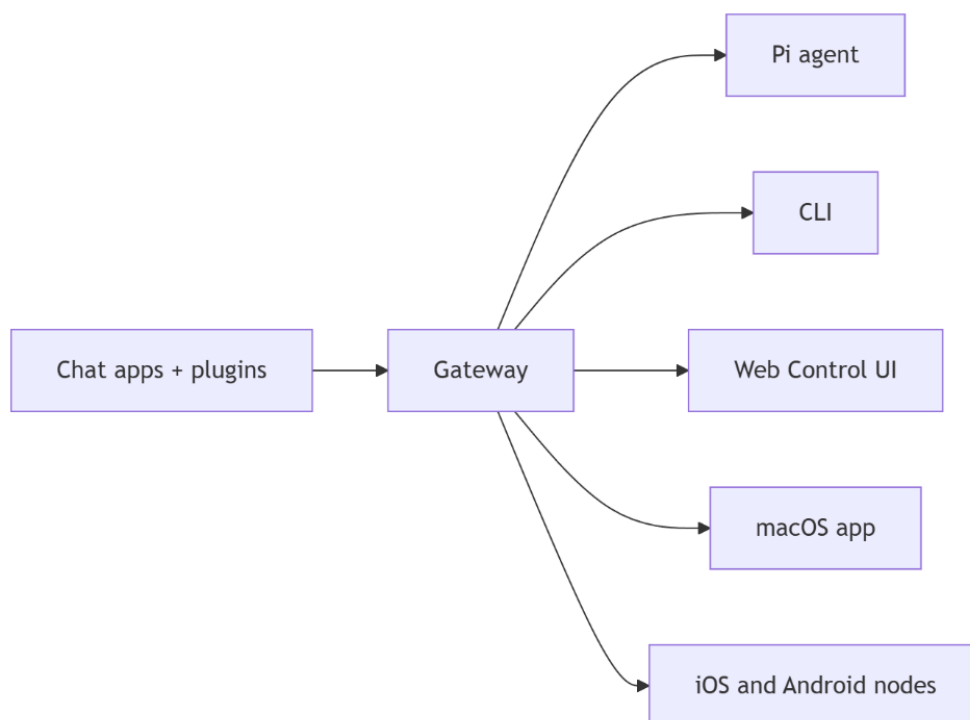 Pi agent
CLI
Chat apps + plugins
Gateway
Web Control UI
macOS app
iOS and Android nodes